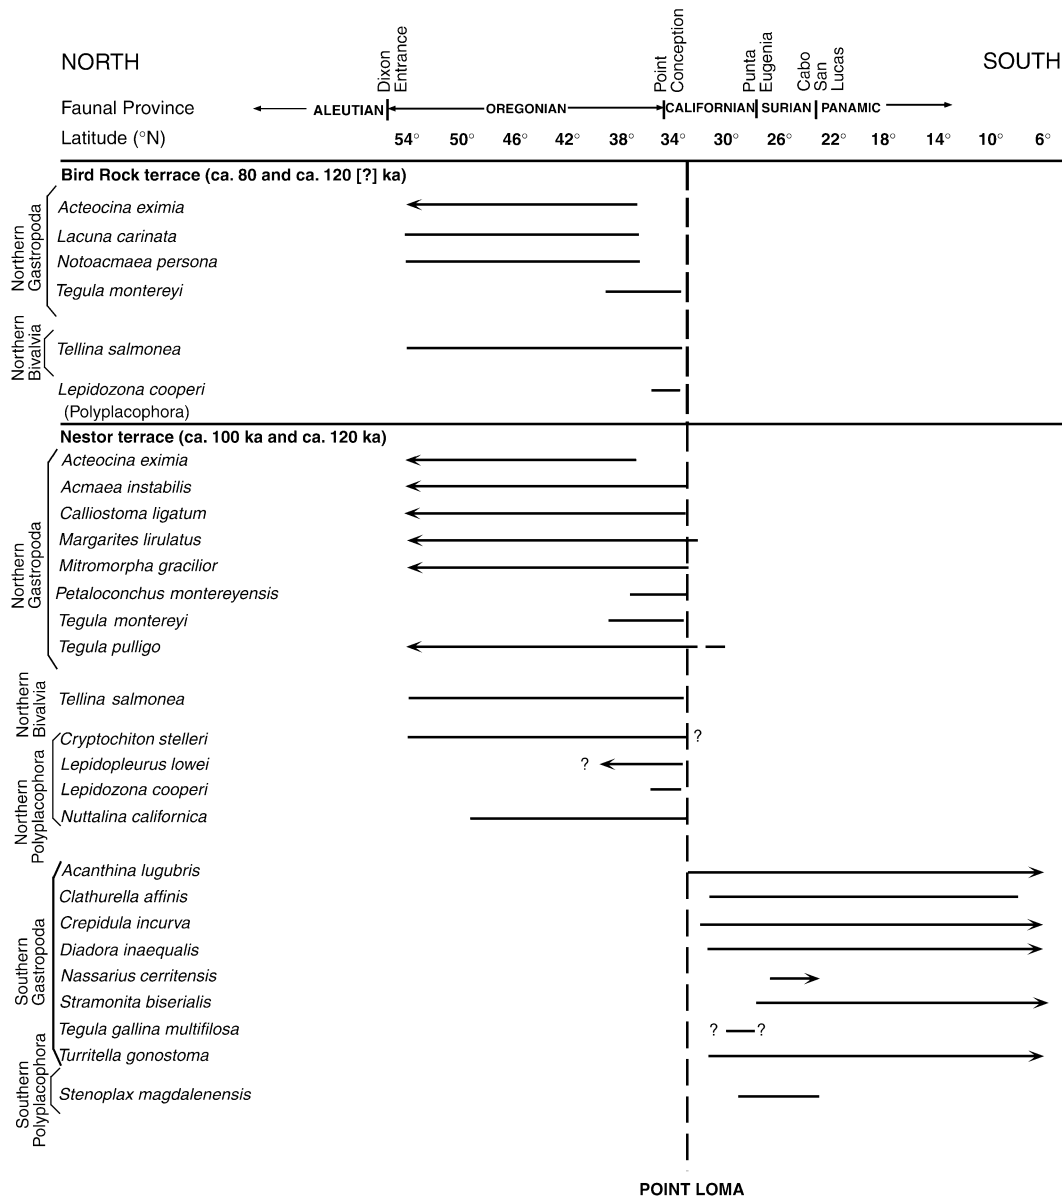 NORTH
Dixon Entrance
Point Conception
Punta Eugenia
Cabo San Lucas
SOUTH
Faunal Province
ALEUTIAN OREGONIAN CALIFORNIAN SURIAN PANAMIC
Latitude (°N) 54° 50° 46° 42° 38° 34° 30° 26° 22° 18° 14° 10° 6°
Bird Rock terrace (ca. 80 and ca. 120 [?] ka)
Northern Gastropoda
Acteocina eximia
Lacuna carinata
Notoacmaea persona
Tegula montereyi
Northern Bivalvia
Tellina salmonea
Lepidozona cooperi
(Polyplacophora)
Nestor terrace (ca. 100 ka and ca. 120 ka)
Northern Gastropoda
Acteocina eximia
Acmaea instabilis
Calliostoma ligatum
Margarites lirulatus
Mitromorpha gracilior
Petaloconchus montereyensis
Tegula montereyi
Tegula pulligo
Northern Bivalvia
Tellina salmonea
Northern Polyplacophora
Cryptochiton stelleri ?
Lepidopleurus lowei ?
Lepidozona cooperi
Nuttalina californica
Southern Gastropoda
Acanthina lugubris
Clathurella affinis
Crepidula incurva
Diadora inaequalis
Nassarius cerritensis
Stramonita biserialis
Tegula gallina multifilosa ? ?
Turritella gonostoma
Southern Polyplacophora
Stenoplax magdalenensis
POINT LOMA